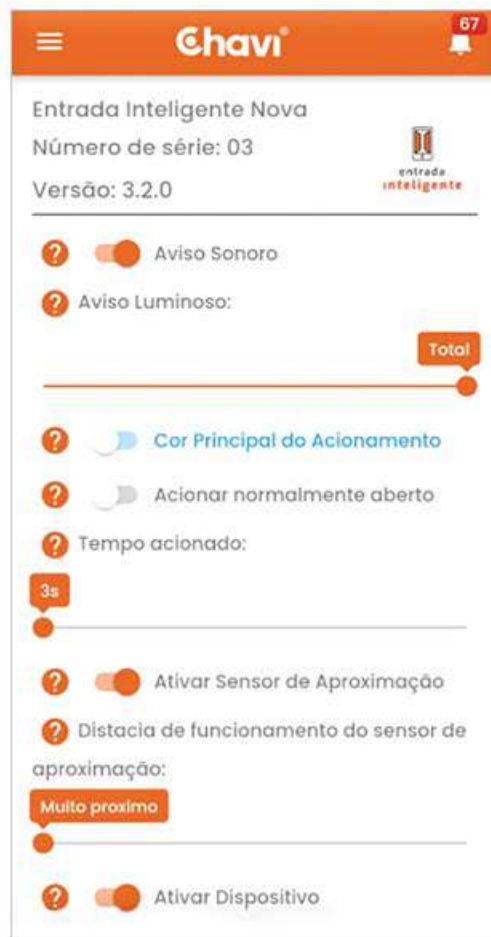 Chavi
67
Entrada Inteligente Nova
Número de série: 03
Versão: 3.2.0
entrada
inteligente
? Aviso Sonoro
? Aviso Luminoso:
Total
? Cor Principal do Acionamento
? Acionar normalmente aberto
? Tempo acionado:
3s
? Ativar Sensor de Aproximação
? Distacia de funcionamento do sensor de
aproximação:
Muito proximo
? Ativar Dispositivo